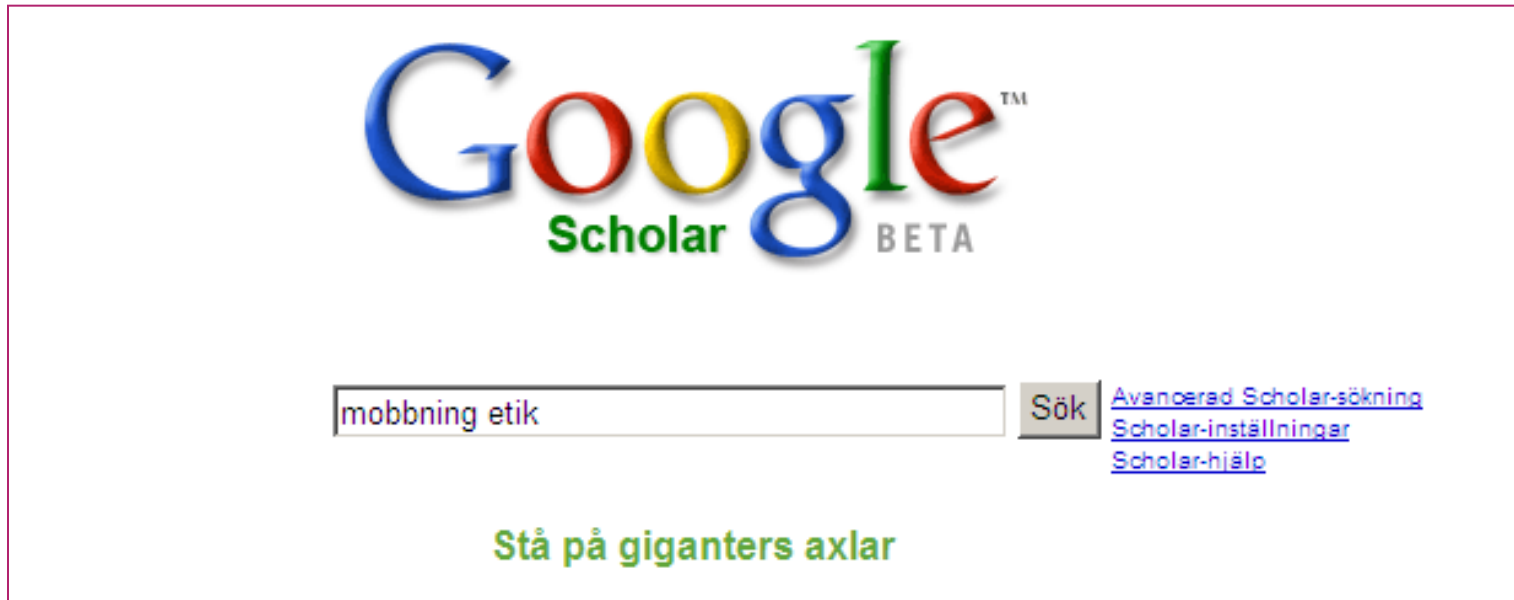 Google™
Scholar BETA
mobbning etik Sök Avancerad Scholar-sökning
Scholar-inställningar
Scholar-hjälp
Stå på giganters axlar